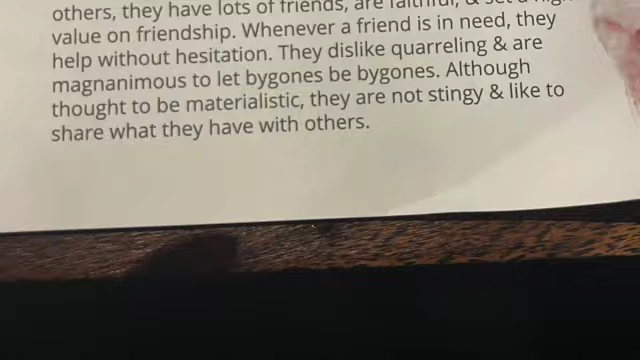 others, they have lots of friends, are faithful, & set a high
value on friendship. Whenever a friend is in need, they
help without hesitation. They dislike quarreling & are
magnanimous to let bygones be bygones. Although
thought to be materialistic, they are not stingy & like to
share what they have with others.